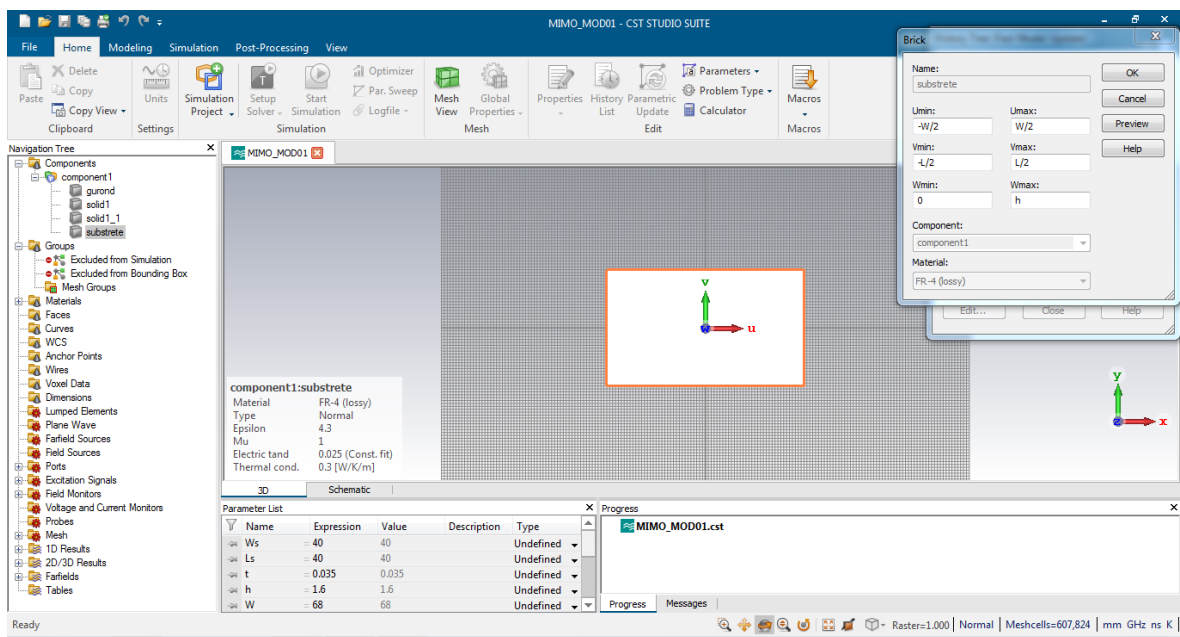 MIMO_MOD01 - CST STUDIO SUITE
File Home Modeling Simulation Post-Processing View
Paste
Delete
Copy
Copy View
Clipboard
Units
Settings
Simulation Project
Setup Solver
Start Simulation
Optimizer
Par. Sweep
Logfile
Simulation
Mesh View
Global Properties
Mesh
Properties
History List
Parametric Update
Parameters
Problem Type
Calculator
Edit
Macros
Macros
Brick
Name:
substrete
OK
Cancel
Preview
Help
Umin: Umax:
-W/2 W/2
Vmin: Vmax:
-L/2 L/2
Wmin: Wmax:
0 h
Component:
component1
Material:
FR-4 (lossy)
Edit... Close Help
Navigation Tree
Components
component1
gurond
solid1
solid1_1
substrete
Groups
Excluded from Simulation
Excluded from Bounding Box
Mesh Groups
Materials
Faces
Curves
WCS
Anchor Points
Wires
Voxel Data
Dimensions
Lumped Elements
Plane Wave
Farfield Sources
Field Sources
Ports
Excitation Signals
Field Monitors
Voltage and Current Monitors
Probes
Mesh
1D Results
2D/3D Results
Farfields
Tables
MIMO_MOD01
v
w u
y
z x
component1:substrete
Material FR-4 (lossy)
Type Normal
Epsilon 4.3
Mu 1
Electric tand 0.025 (Const. fit)
Thermal cond. 0.3 [W/K/m]
3D Schematic
Parameter List
Name Expression Value Description Type
Ws = 40 40 Undefined
Ls = 40 40 Undefined
t = 0.035 0.035 Undefined
h = 1.6 1.6 Undefined
W = 68 68 Undefined
Progress
MIMO_MOD01.cst
Progress Messages
Ready
Raster=1.000 Normal Meshcells=607,824 mm GHz ns K